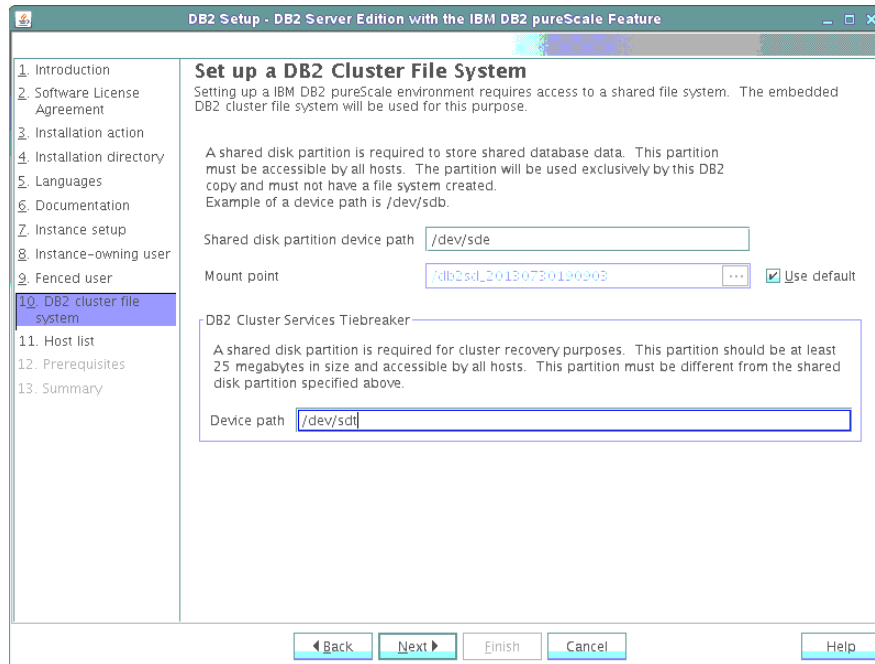 DB2 Setup - DB2 Server Edition with the IBM DB2 pureScale Feature
1. Introduction
2. Software License
Agreement
3. Installation action
4. Installation directory
5. Languages
6. Documentation
7. Instance setup
8. Instance-owning user
9. Fenced user
10. DB2 cluster file
system
11. Host list
12. Prerequisites
13. Summary
Set up a DB2 Cluster File System
Setting up a IBM DB2 pureScale environment requires access to a shared file system. The embedded
DB2 cluster file system will be used for this purpose.
A shared disk partition is required to store shared database data. This partition
must be accessible by all hosts. The partition will be used exclusively by this DB2
copy and must not have a file system created.
Example of a device path is /dev/sdb.
Shared disk partition device path /dev/sde
Mount point /db2sd_20130730190903 ... Use default
DB2 Cluster Services Tiebreaker
A shared disk partition is required for cluster recovery purposes. This partition should be at least
25 megabytes in size and accessible by all hosts. This partition must be different from the shared
disk partition specified above.
Device path /dev/sdt
Back Next Finish Cancel Help